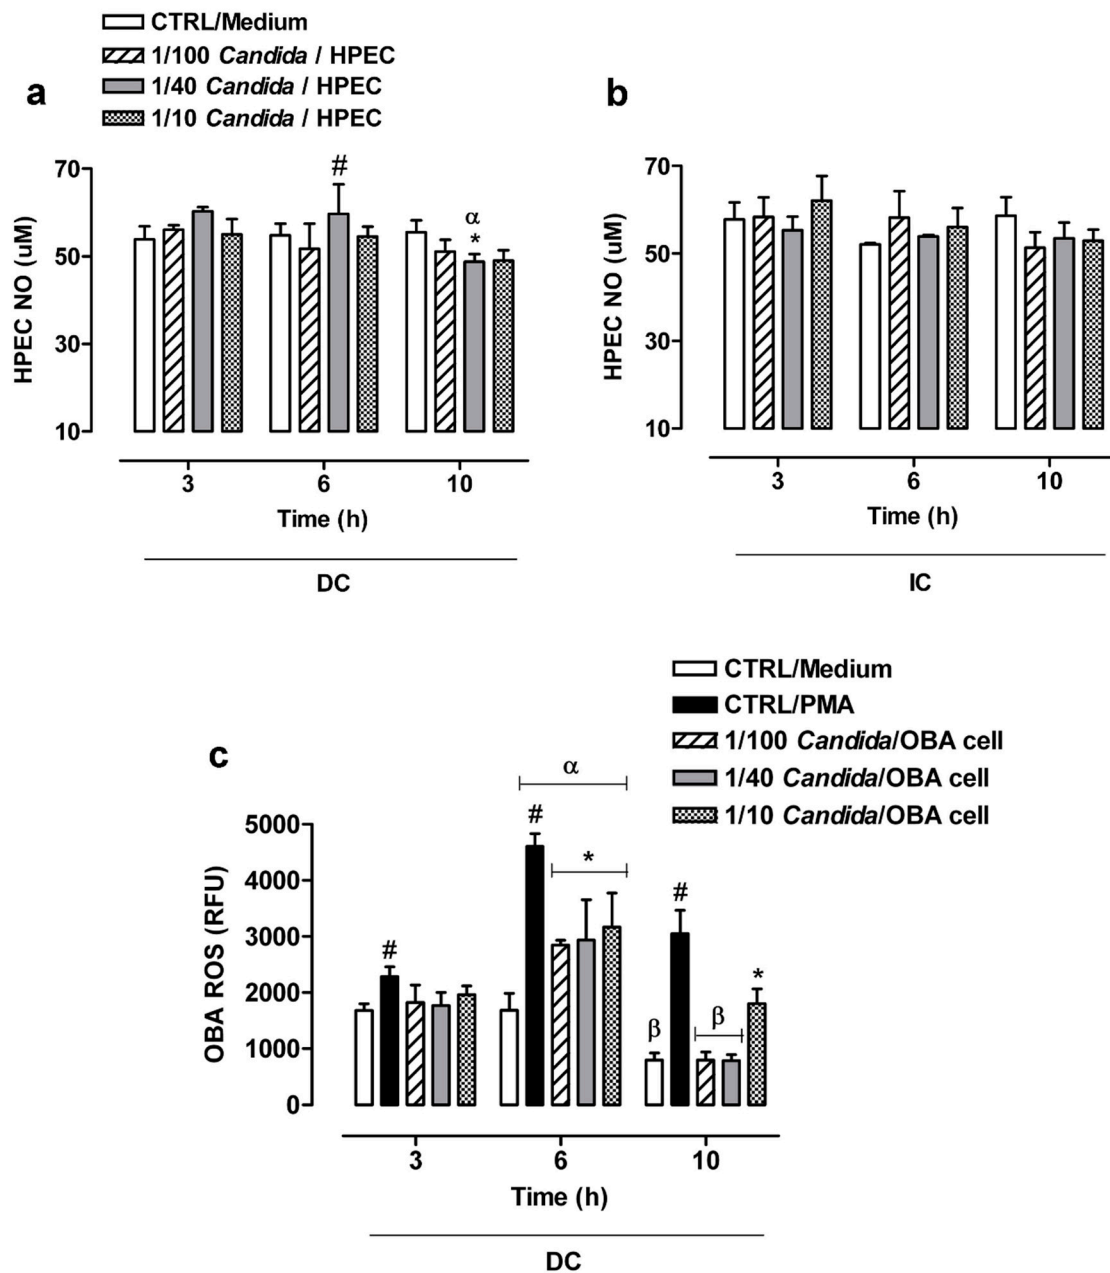 CTRL/Medium
1/100 Candida / HPEC
1/40 Candida / HPEC
1/10 Candida / HPEC
a
70
50
30
10
HPEC NO (uM)
#
α
*
3 6 10
Time (h)
DC
b
70
50
30
10
HPEC NO (uM)
3 6 10
Time (h)
IC
CTRL/Medium
CTRL/PMA
1/100 Candida/OBA cell
1/40 Candida/OBA cell
1/10 Candida/OBA cell
c
5000
4000
3000
2000
1000
0
OBA ROS (RFU)
#
α
#
*
#
β
β
*
3 6 10
Time (h)
DC